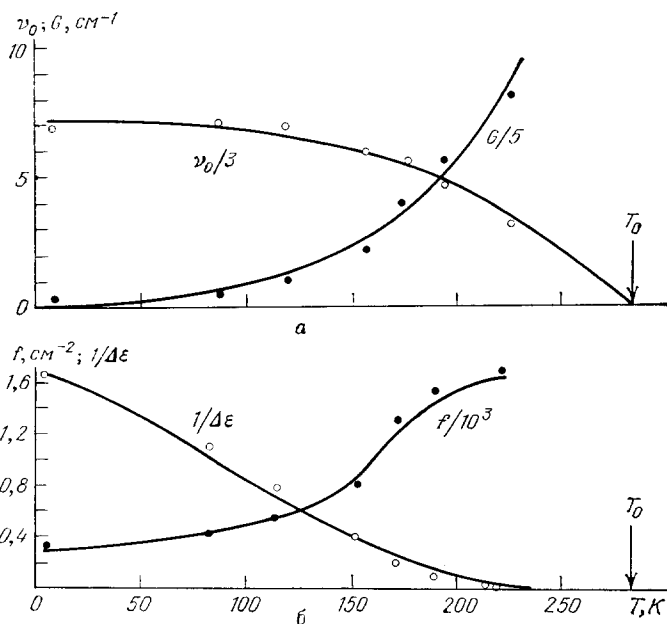 ν₀; G, см⁻¹
10
G/5
ν₀/3
5
T₀
0
а
f, см⁻²; 1/Δε
1,6
1/Δε
f/10³
1,2
0,8
T₀
0,4
0 50 100 150 200 250 T, K
б